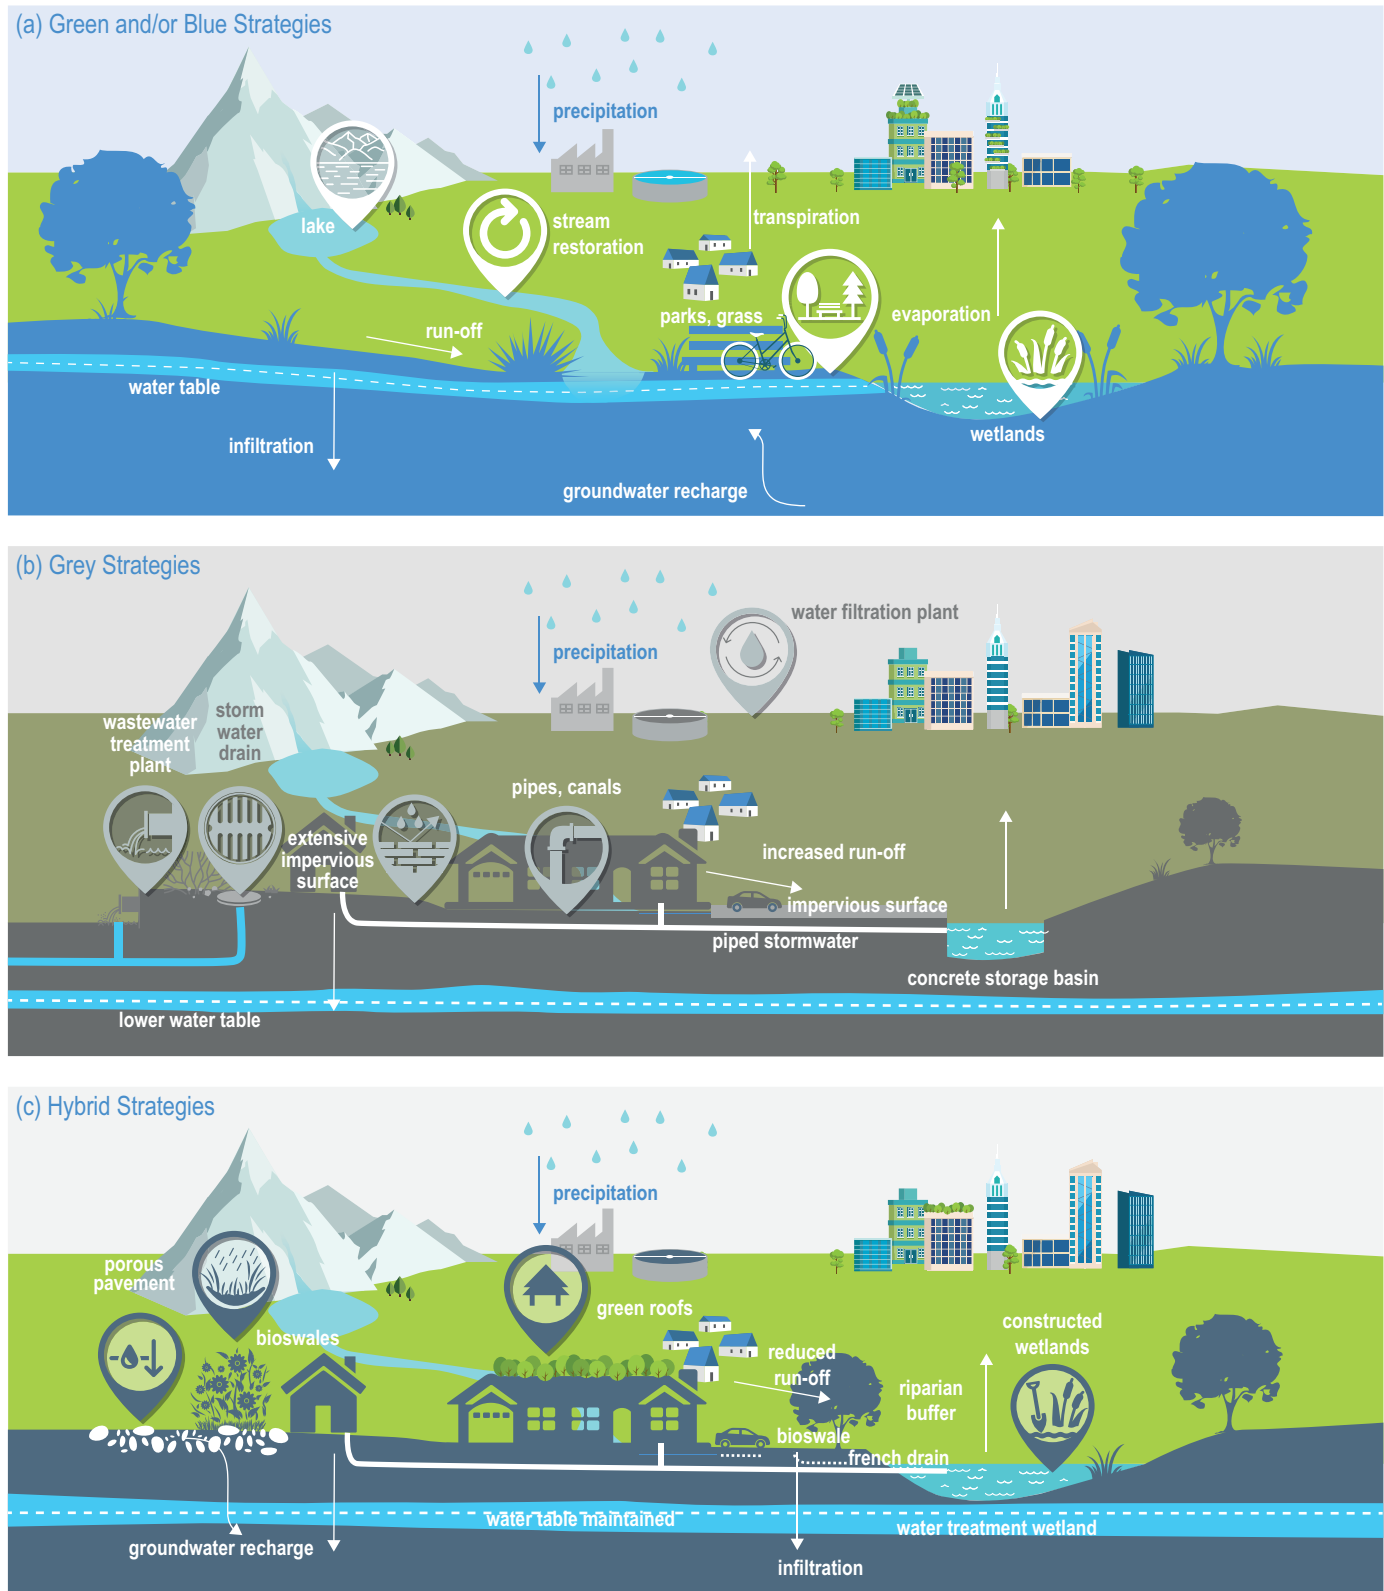 (a) Green and/or Blue Strategies
precipitation
lake
stream
restoration
transpiration
parks, grass
evaporation
run-off
water table
infiltration
wetlands
groundwater recharge
(b) Grey Strategies
water filtration plant
precipitation
wastewater
treatment
plant
storm
water
drain
pipes, canals
extensive
impervious
surface
increased run-off
impervious surface
piped stormwater
concrete storage basin
lower water table
(c) Hybrid Strategies
precipitation
porous
pavement
bioswales
green roofs
constructed
wetlands
reduced
run-off
riparian
buffer
bioswale
french drain
water table maintained
water treatment wetland
groundwater recharge
infiltration